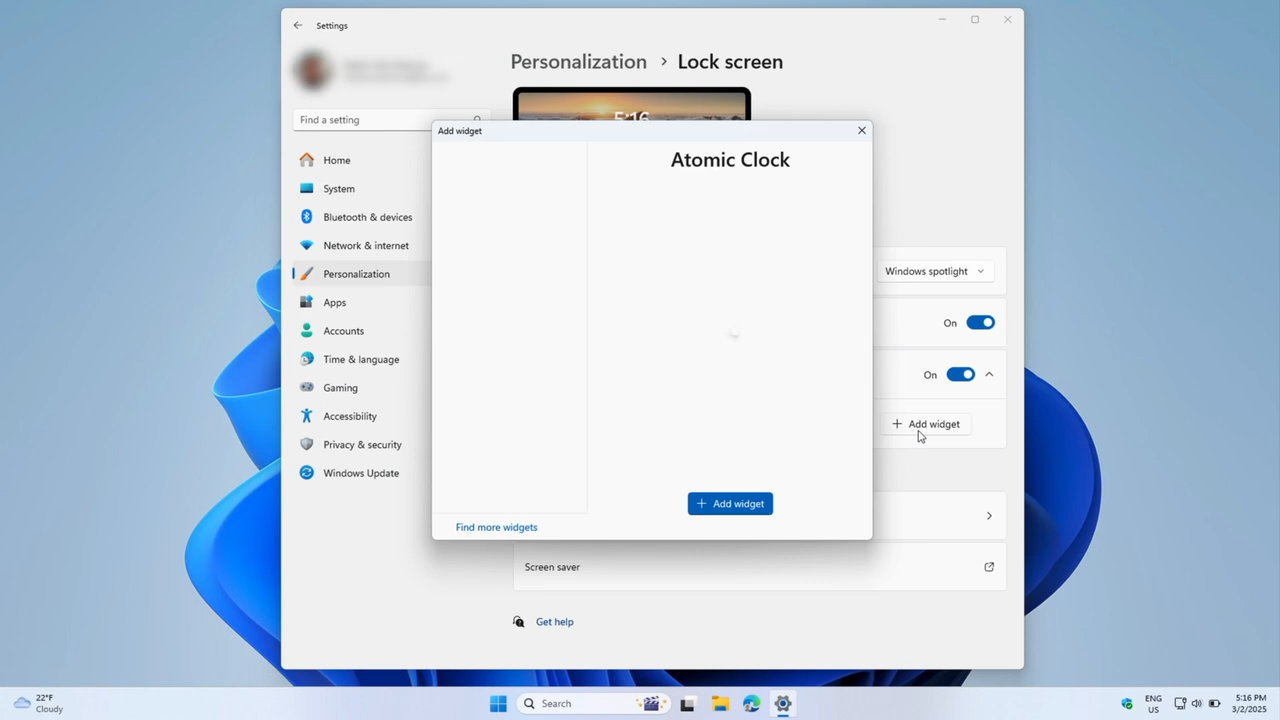 Settings
Personalization > Lock screen
5:16
Find a setting
Add widget
Atomic Clock
Home
System
Bluetooth & devices
Network & internet
Personalization
Apps
Accounts
Time & language
Gaming
Accessibility
Privacy & security
Windows Update
Windows spotlight
On
On
Add widget
Add widget
Find more widgets
Screen saver
Get help
22°F
Cloudy
Search
ENG
US
5:16 PM
3/2/2025